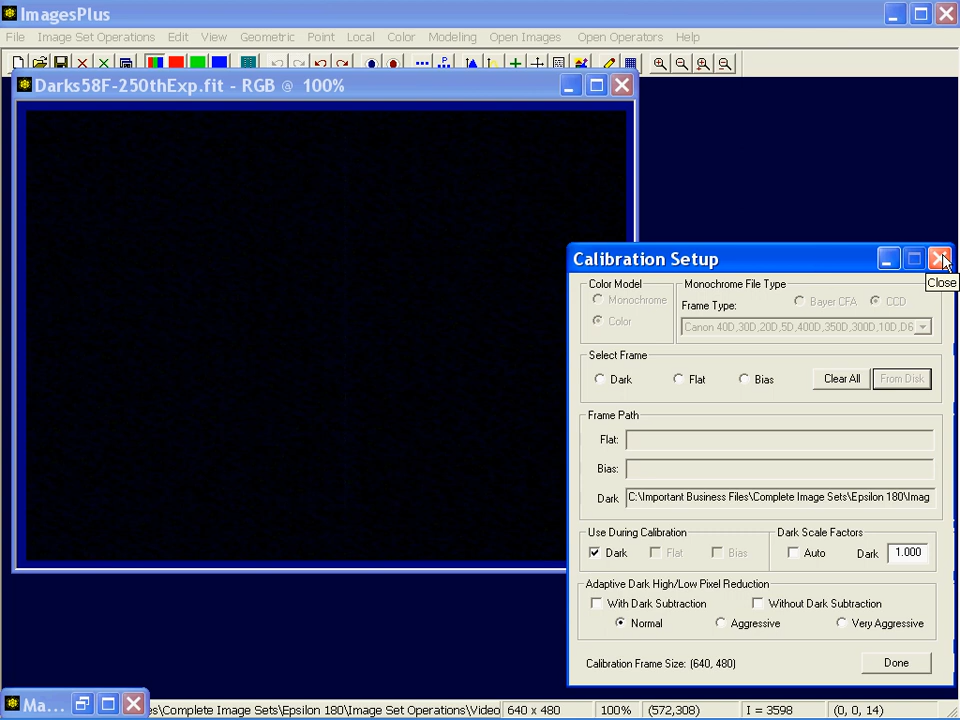 ImagesPlus
File Image Set Operations Edit View Geometric Point Local Color Modeling Open Images Open Operators Help
Darks58F-250thExp.fit - RGB @ 100%
Calibration Setup
Close
Color Model
Monochrome
Color
Monochrome File Type
Frame Type:
Bayer CFA
CCD
Canon 40D,30D,20D,5D,400D,350D,300D,10D,D6
Select Frame
Dark Flat Bias Clear All From Disk
Frame Path
Flat:
Bias:
Dark C:\Important Business Files\Complete Image Sets\Epsilon 180\Imag
Use During Calibration
Dark Flat Bias
Dark Scale Factors
Auto Dark 1.000
Adaptive Dark High/Low Pixel Reduction
With Dark Subtraction Without Dark Subtraction
Normal Aggressive Very Aggressive
Calibration Frame Size: (640, 480) Done
Ma... es\Complete Image Sets\Epsilon 180\Image Set Operations\Video 640 x 480 100% (572,308) I = 3598 (0, 0, 14)